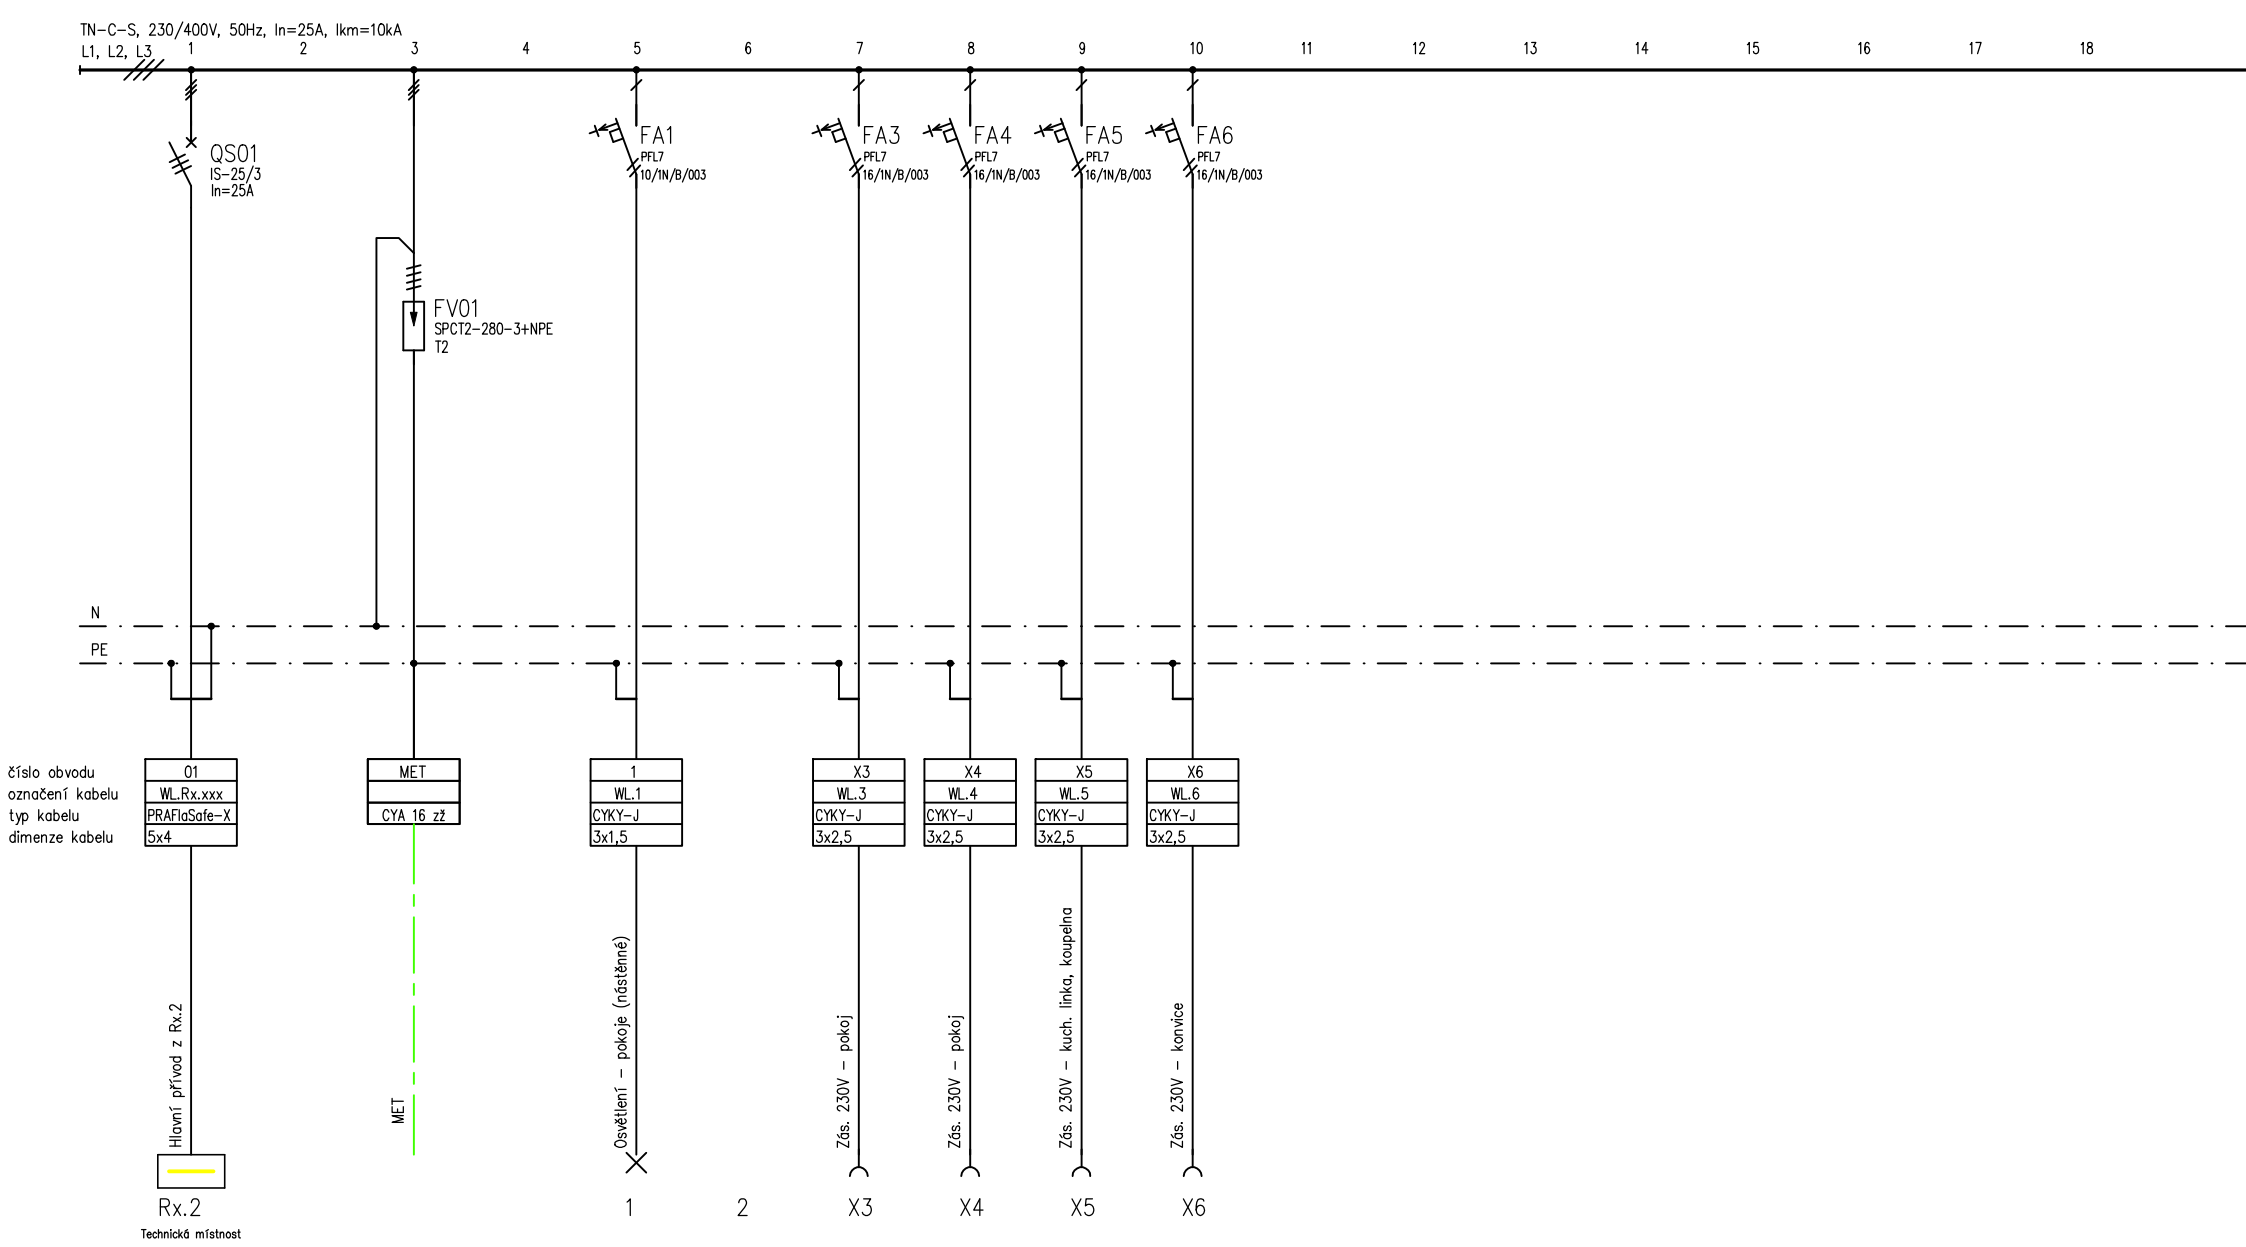 TN-C-S, 230/400V, 50Hz, In=25A, Ikm=10kA
L1, L2, L3
1 2 3 4 5 6 7 8 9 10 11 12 13 14 15 16 17 18
QS01
IS-25/3
In=25A
FV01
SPCT2-280-3+NPE
T2
FA1
PFL7
10/1N/B/003
FA3
PFL7
16/1N/B/003
FA4
PFL7
16/1N/B/003
FA5
PFL7
16/1N/B/003
FA6
PFL7
16/1N/B/003
N
PE
číslo obvodu 01 MET 1 X3 X4 X5 X6
označení kabelu WL.Rx.xxx WL.1 WL.3 WL.4 WL.5 WL.6
typ kabelu PRAFlaSafe-X CYA 16 zž CYKY-J CYKY-J CYKY-J CYKY-J CYKY-J
dimenze kabelu 5x4 3x1,5 3x2,5 3x2,5 3x2,5 3x2,5
Hlavní přívod z Rx.2
MET
Osvětlení - pokoje (nástěnné)
Zás. 230V - pokoj
Zás. 230V - pokoj
Zás. 230V - kuch. linka, koupelna
Zás. 230V - konvice
Rx.2 1 2 X3 X4 X5 X6
Technická místnost